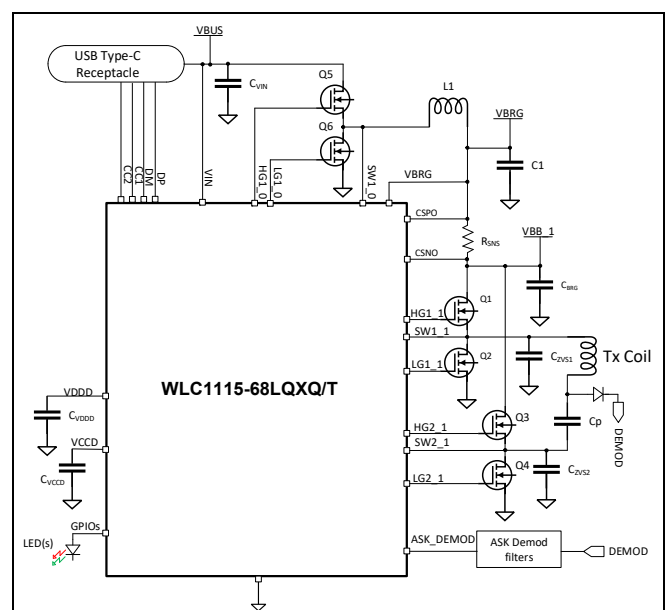 VBUS
USB Type-C
Receptacle
CVIN
Q5
Q6
L1
VBRG
C1
CC2
CC1
DM
DP
VIN
HG1_0
LG1_0
SW1_0
VBRG
CSPO
RSNS
CSNO
VBB_1
CBRG
HG1_1
Q1
SW1_1
LG1_1
Q2
CZVS1
Tx Coil
WLC1115-68LQXQ/T
VDDD
CVDDD
VCCD
CVCCD
HG2_1
Q3
SW2_1
LG2_1
Q4
CZVS2
Cp
DEMOD
GPIOs
LED(s)
ASK_DEMOD
ASK Demod
filters
DEMOD